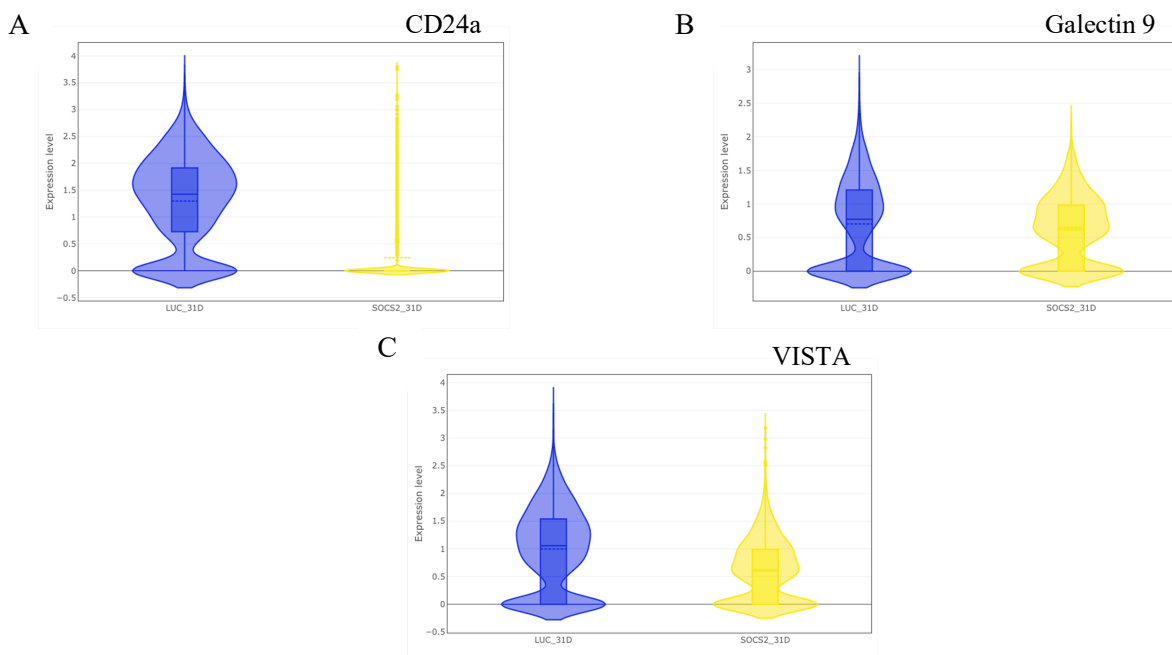 A
CD24a
4
3.5
3
2.5
2
1.5
1
0.5
0
−0.5
Expression level
LUC_31D
SOCS2_31D
B
Galectin 9
3
2.5
2
1.5
1
0.5
0
Expression level
LUC_31D
SOCS2_31D
C
VISTA
4
3.5
3
2.5
2
1.5
1
0.5
0
−0.5
Expression level
LUC_31D
SOCS2_31D